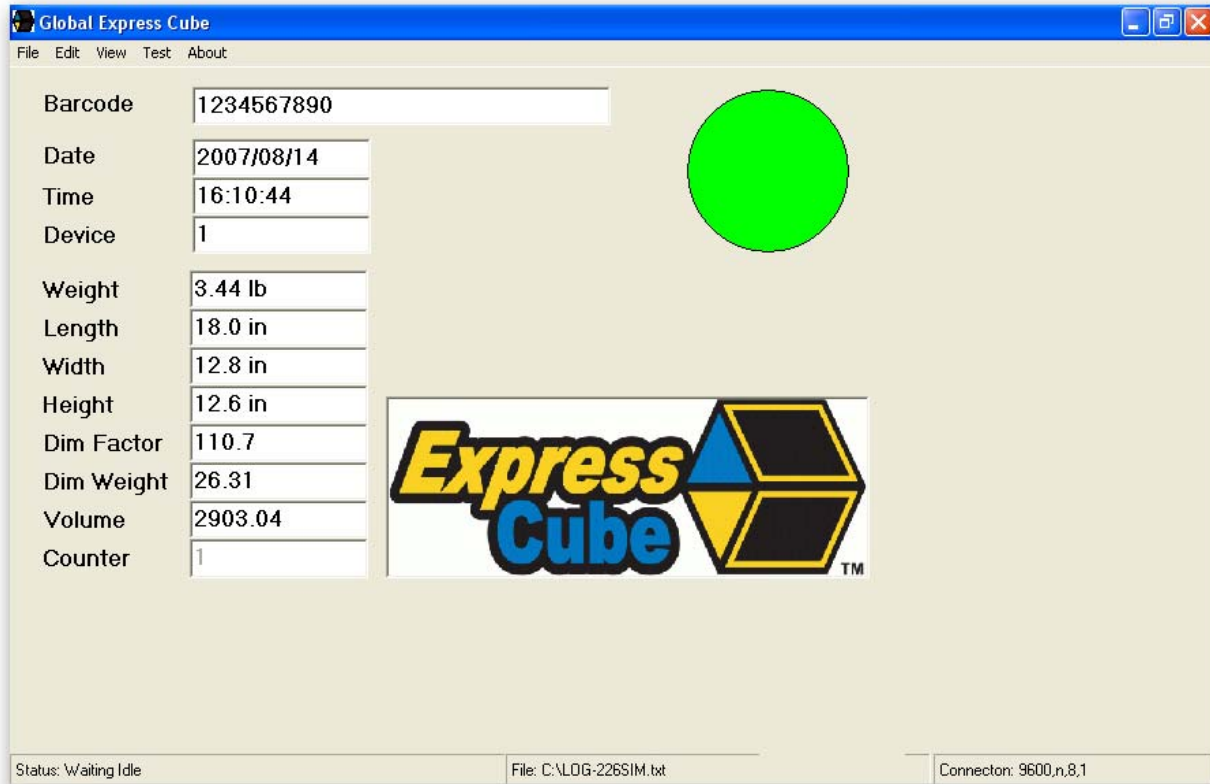 Global Express Cube
File Edit View Test About
Barcode 1234567890
Date 2007/08/14
Time 16:10:44
Device 1
Weight 3.44 lb
Length 18.0 in
Width 12.8 in
Height 12.6 in
Dim Factor 110.7
Dim Weight 26.31
Volume 2903.04
Counter 1
Express
Cube
TM
Status: Waiting Idle File: C:\LOG-226SIM.txt Connecton: 9600,n,8,1